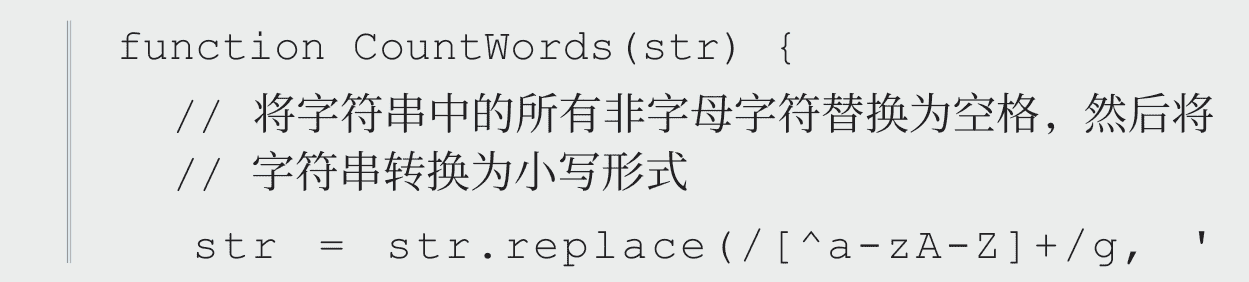 function CountWords(str) {
// 将字符串中的所有非字母字符替换为空格，然后将
// 字符串转换为小写形式
str = str.replace(/[^a-zA-Z]+/g, '